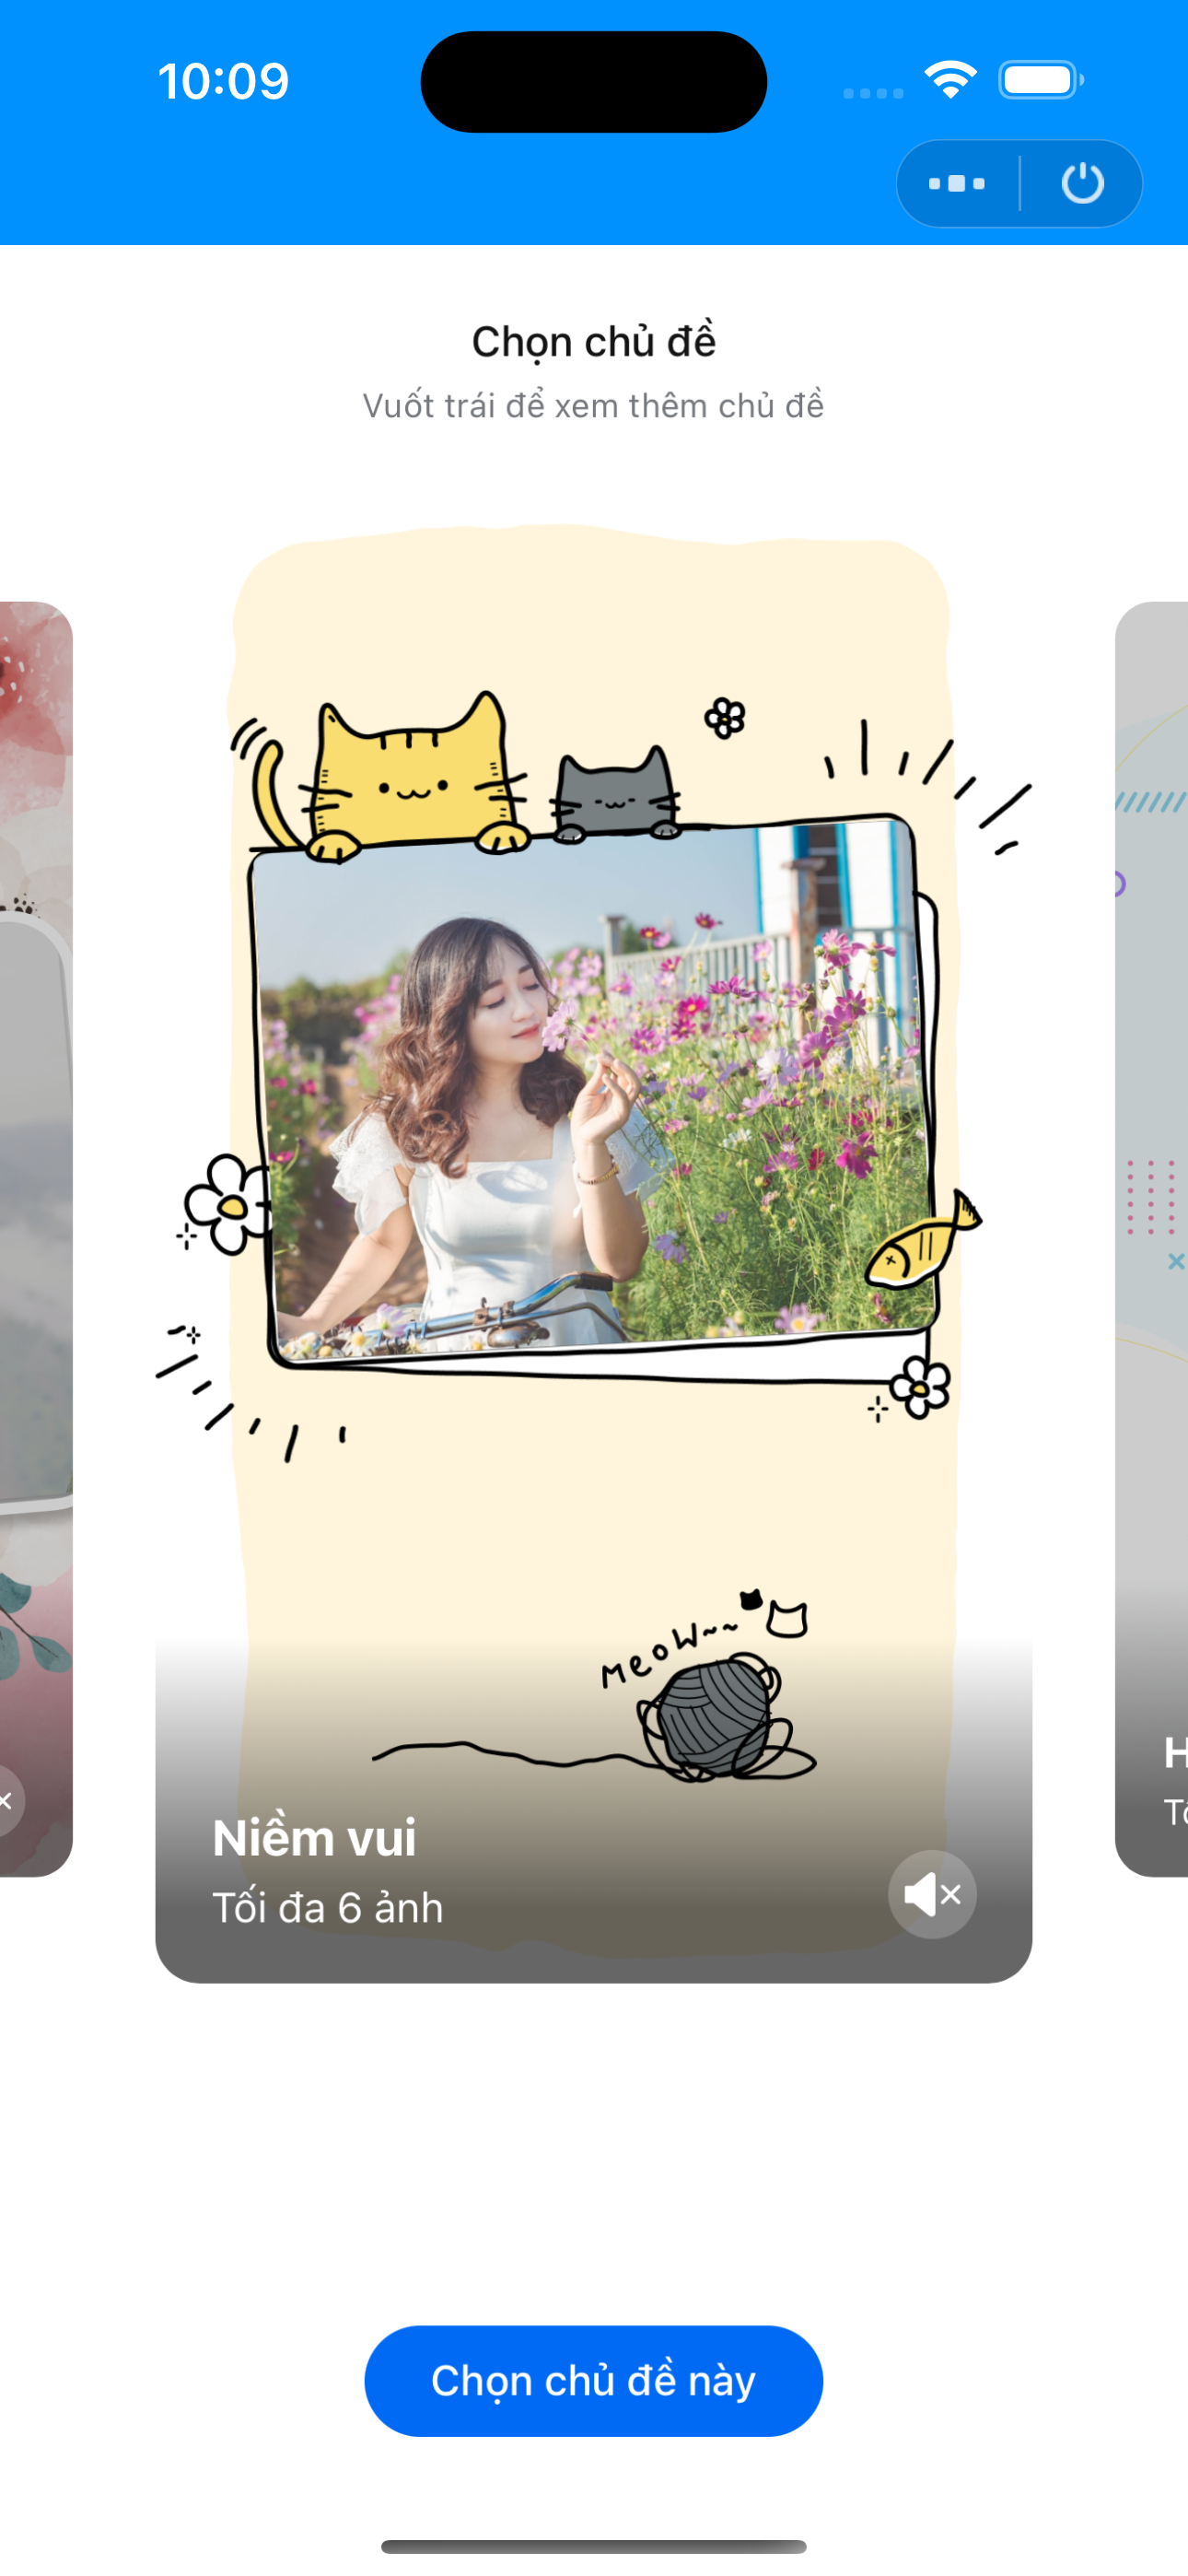 10:09
Chọn chủ đề
Vuốt trái để xem thêm chủ đề
Meow~~
Niềm vui
Tối đa 6 ảnh
Chọn chủ đề này